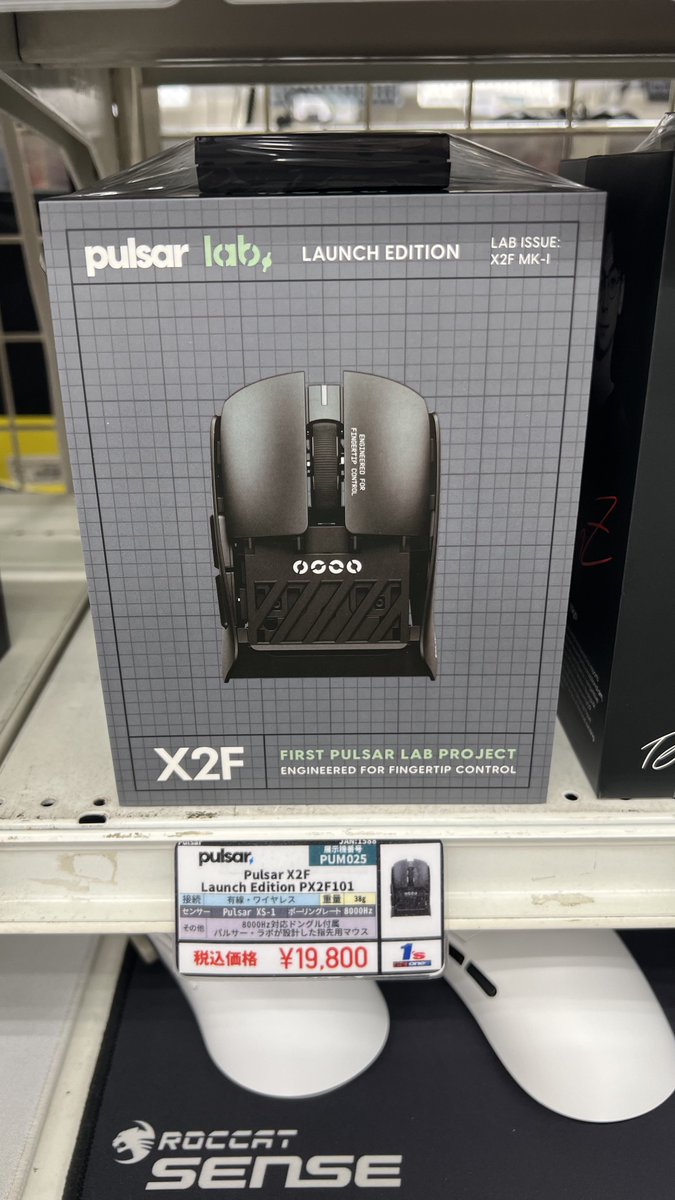 pulsar lab LAUNCH EDITION
LAB ISSUE:
X2F MK-I
ENGINEERED FOR
FINGERTIP CONTROL
X2F
FIRST PULSAR LAB PROJECT
ENGINEERED FOR FINGERTIP CONTROL
pulsar
展示機番号
PUM025
Pulsar X2F
Launch Edition PX2F101
接続 有線・ワイヤレス 重量 38g
センサー Pulsar XS-1 ポーリングレート 8000Hz
その他 8000Hz対応ドングル付属
パルサー・ラボが設計した指先用マウス
税込価格 ¥19,800
1's
ROCCAT
SENSE